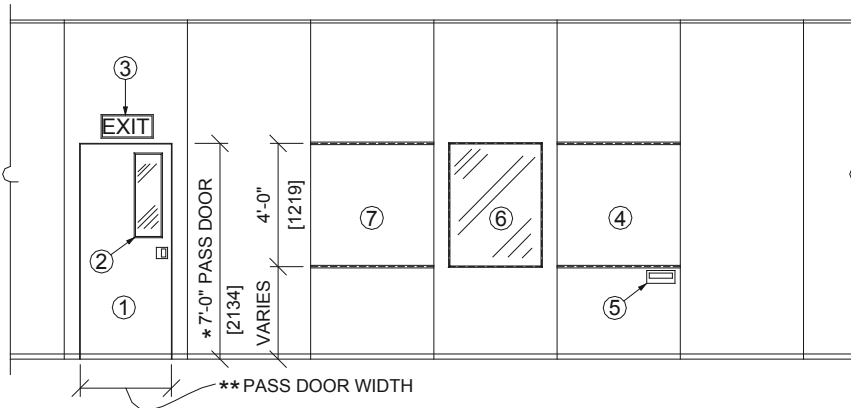 ③
EXIT
②
①
* 7'-0" PASS DOOR
[2134]
4'-0"
[1219]
VARIES
⑦
⑥
④
⑤
** PASS DOOR WIDTH